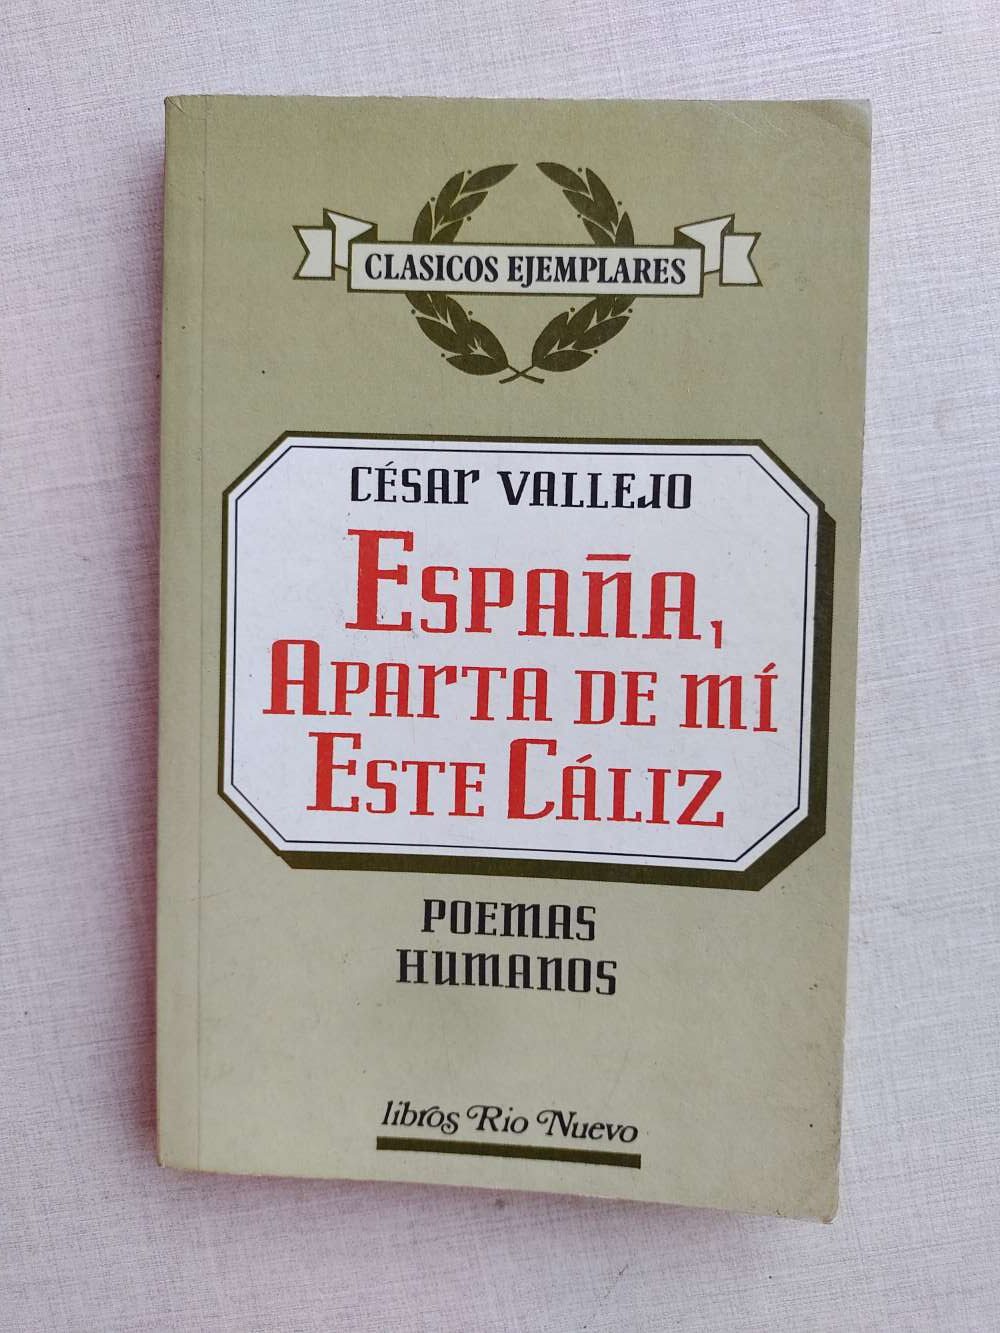 CLASICOS EJEMPLARES
CÉSAR VALLEJO
ESPAÑA,
APARTA DE MÍ
ESTE CÁLIZ
POEMAS
HUMANOS
libros Rio Nuevo